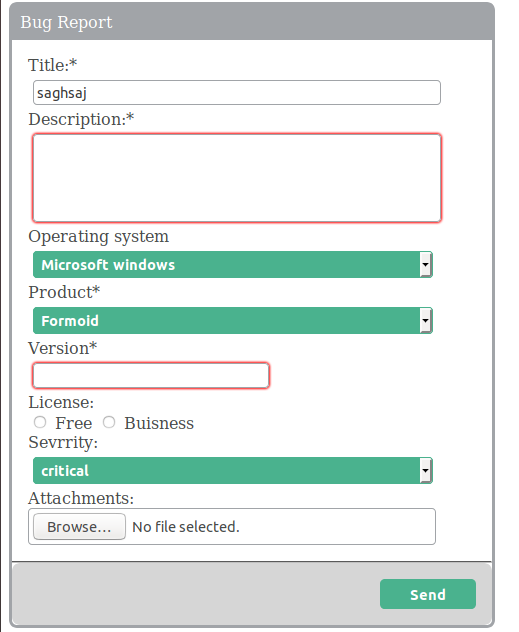 Bug Report
Title:*
saghsaj
Description:*
Operating system
Microsoft windows
Product*
Formoid
Version*
License:
Free Buisness
Sevrrity:
critical
Attachments:
Browse... No file selected.
Send